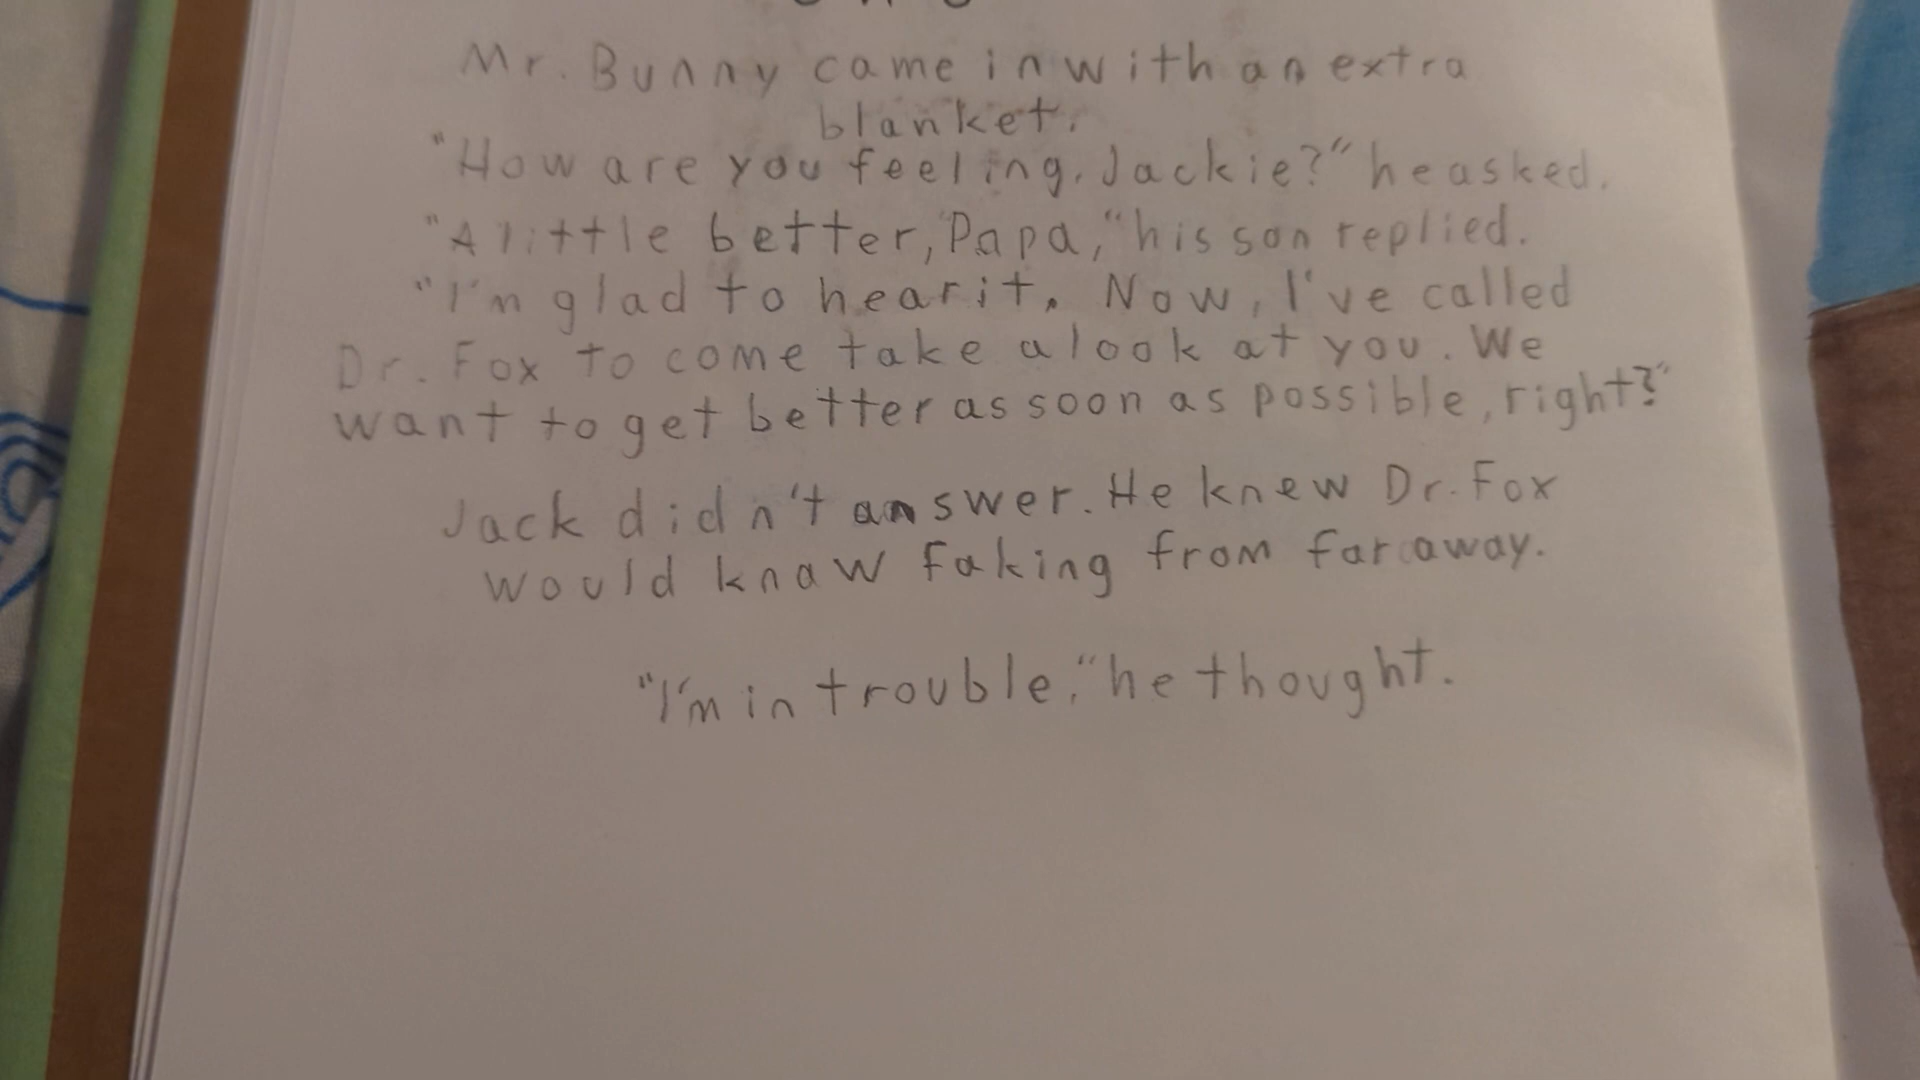 Mr. Bunny came in with an extra
blanket.
"How are you feeling, Jackie?" he asked.
"A little better, Papa," his son replied.
"I'm glad to hear it. Now, I've called
Dr. Fox to come take a look at you. We
want to get better as soon as possible, right?"
Jack didn't answer. He knew Dr. Fox
would knaw faking from far away.
"I'm in trouble," he thought.